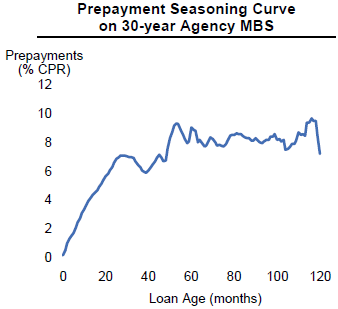 Prepayment Seasoning Curve
on 30-year Agency MBS
Prepayments
(% CPR)
12
10
8
6
4
2
0
0 20 40 60 80 100 120
Loan Age (months)